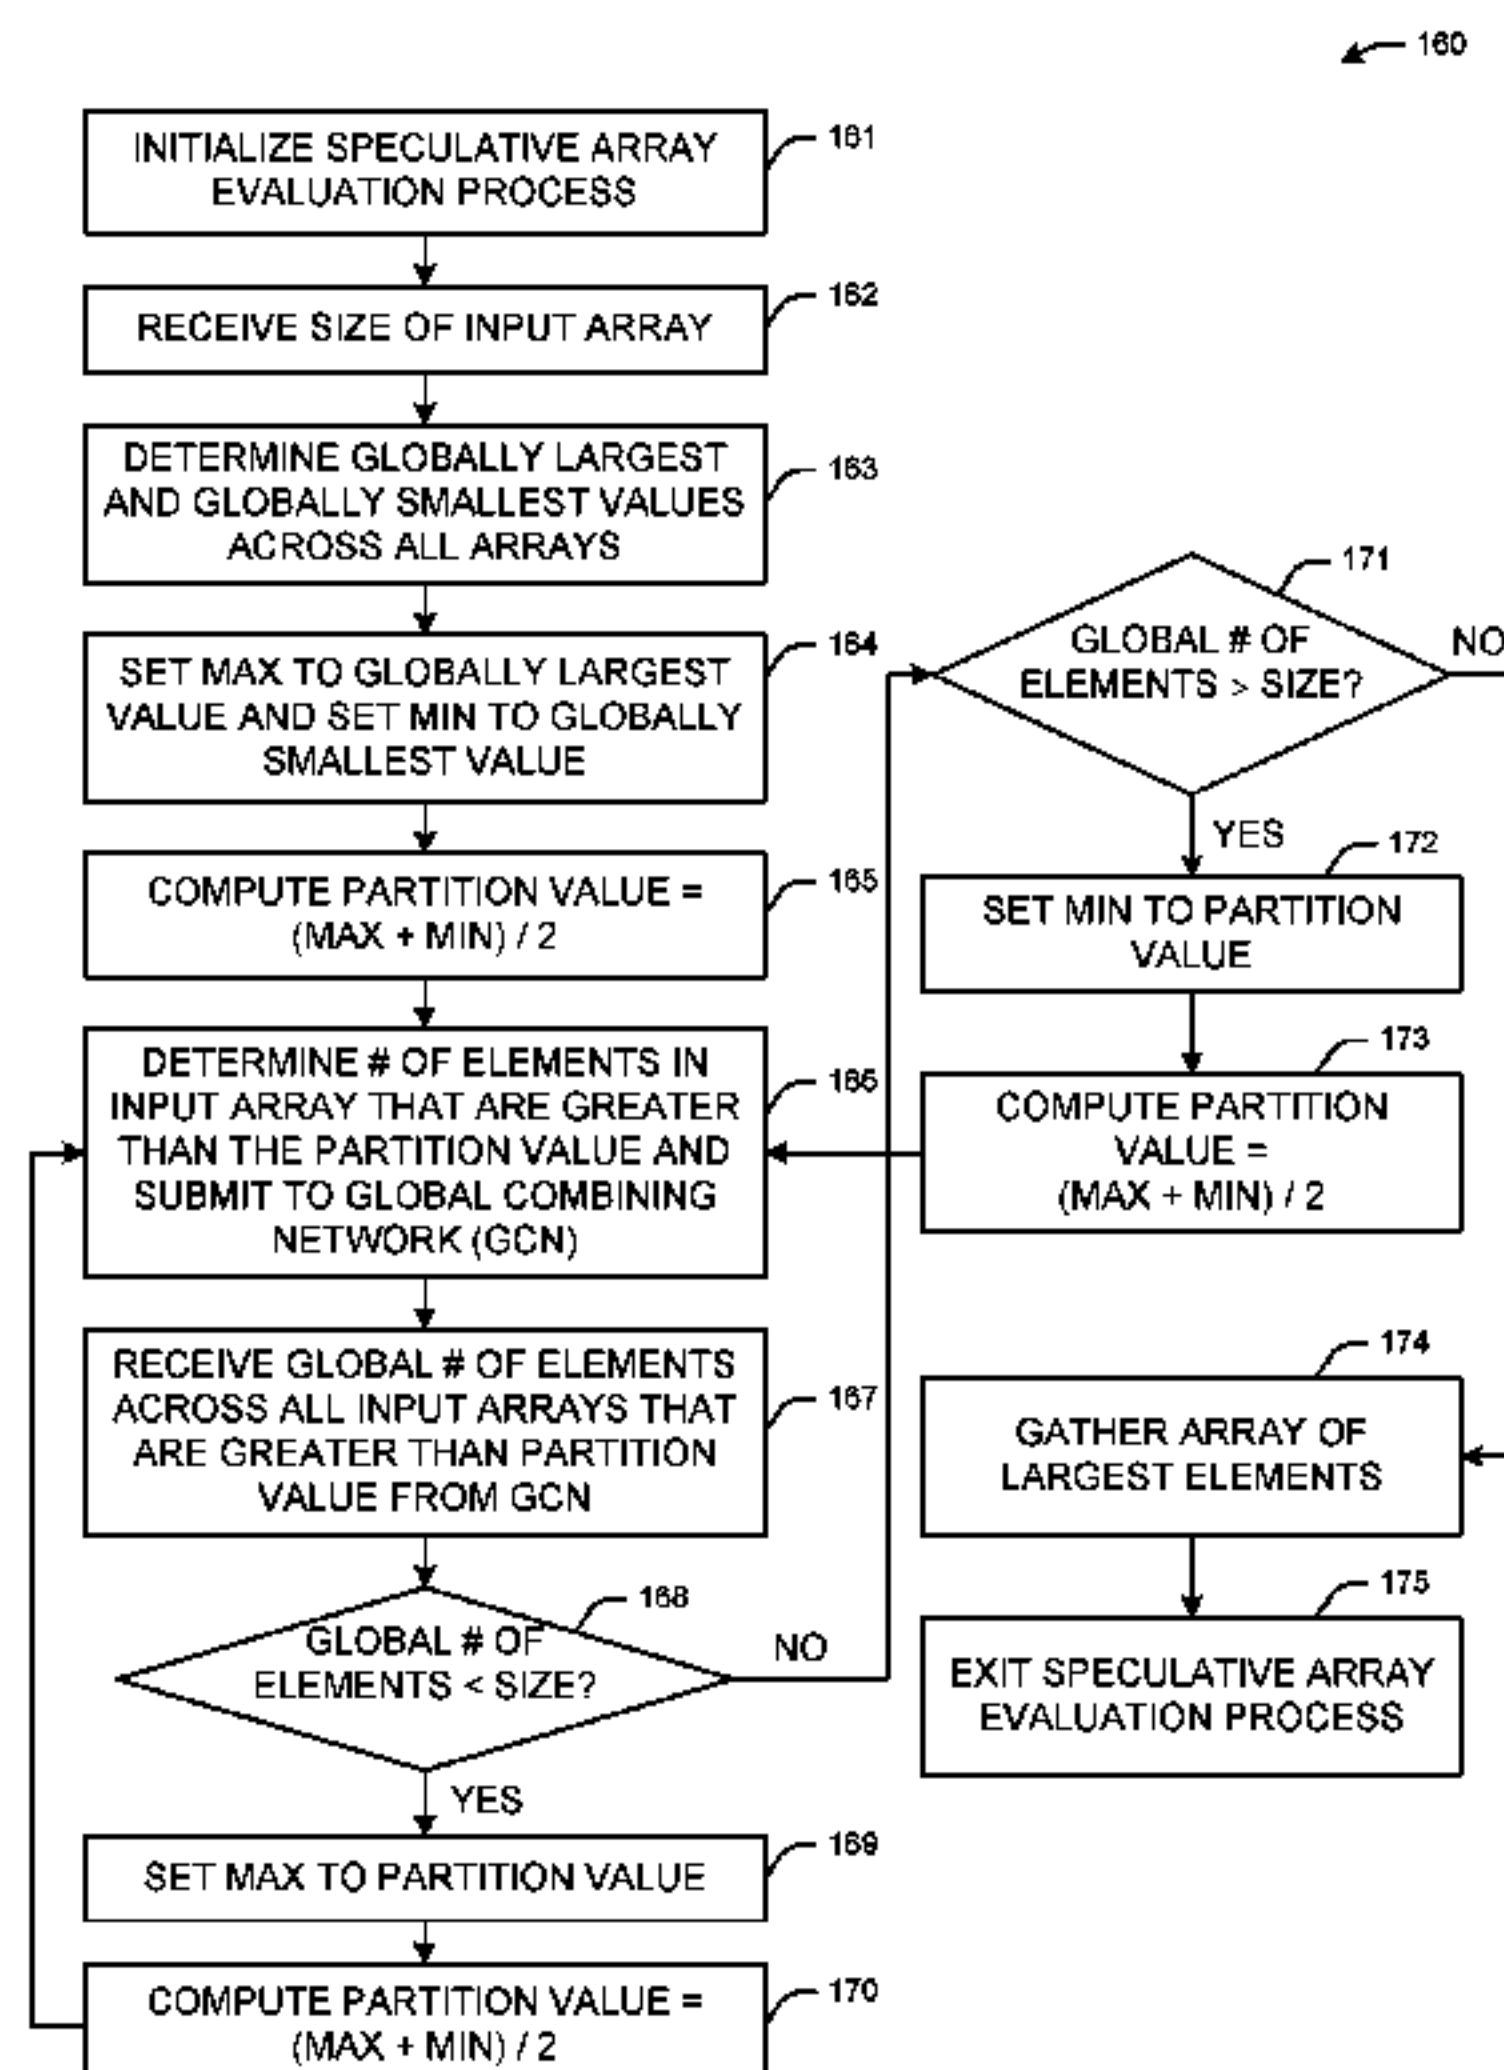 160
INITIALIZE SPECULATIVE ARRAY
EVALUATION PROCESS
161
RECEIVE SIZE OF INPUT ARRAY
162
DETERMINE GLOBALLY LARGEST
AND GLOBALLY SMALLEST VALUES
ACROSS ALL ARRAYS
163
SET MAX TO GLOBALLY LARGEST
VALUE AND SET MIN TO GLOBALLY
SMALLEST VALUE
164
COMPUTE PARTITION VALUE =
(MAX + MIN) / 2
165
DETERMINE # OF ELEMENTS IN
INPUT ARRAY THAT ARE GREATER
THAN THE PARTITION VALUE AND
SUBMIT TO GLOBAL COMBINING
NETWORK (GCN)
166
RECEIVE GLOBAL # OF ELEMENTS
ACROSS ALL INPUT ARRAYS THAT
ARE GREATER THAN PARTITION
VALUE FROM GCN
167
GLOBAL # OF
ELEMENTS < SIZE?
168
NO
YES
SET MAX TO PARTITION VALUE
169
COMPUTE PARTITION VALUE =
(MAX + MIN) / 2
170
GLOBAL # OF
ELEMENTS > SIZE?
171
NO
YES
SET MIN TO PARTITION
VALUE
172
COMPUTE PARTITION
VALUE =
(MAX + MIN) / 2
173
GATHER ARRAY OF
LARGEST ELEMENTS
174
EXIT SPECULATIVE ARRAY
EVALUATION PROCESS
175